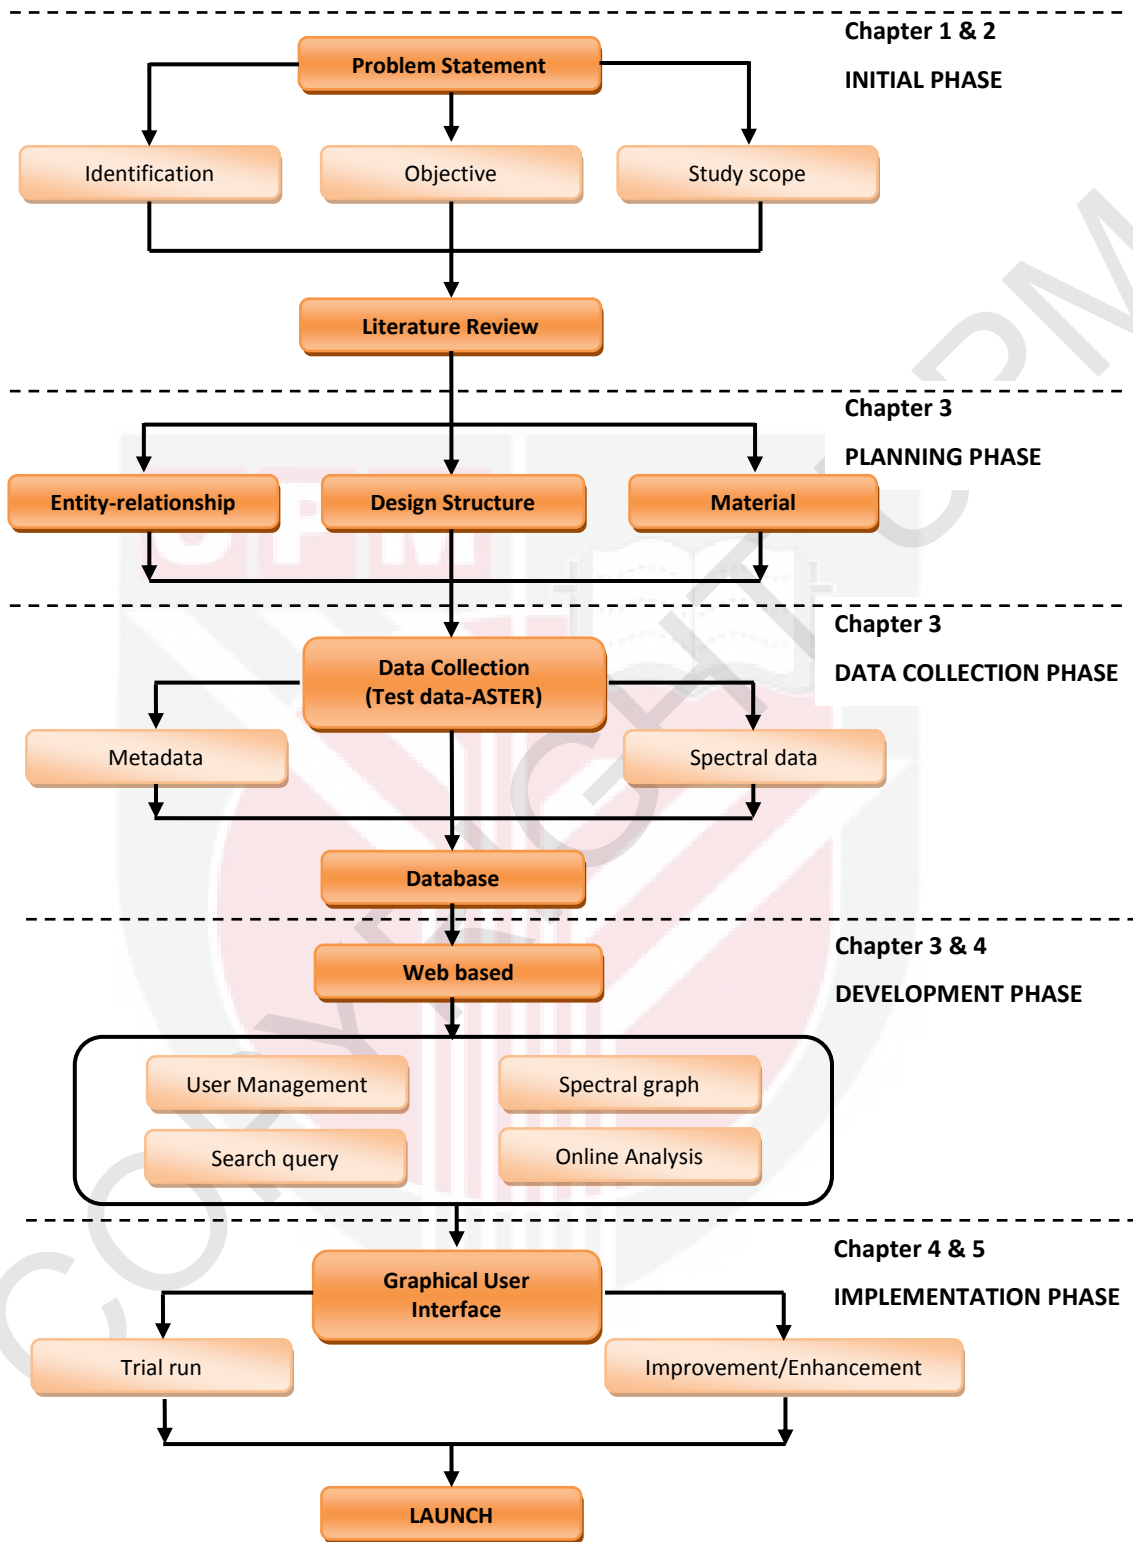 Chapter 1 & 2
INITIAL PHASE
Problem Statement
Identification
Objective
Study scope
Literature Review
Chapter 3
PLANNING PHASE
Entity-relationship
Design Structure
Material
UPM
Chapter 3
DATA COLLECTION PHASE
Data Collection
(Test data-ASTER)
Metadata
Spectral data
Database
Chapter 3 & 4
DEVELOPMENT PHASE
Web based
User Management
Spectral graph
Search query
Online Analysis
Chapter 4 & 5
IMPLEMENTATION PHASE
Graphical User
Interface
Trial run
Improvement/Enhancement
LAUNCH
COPYRIGHT UPM